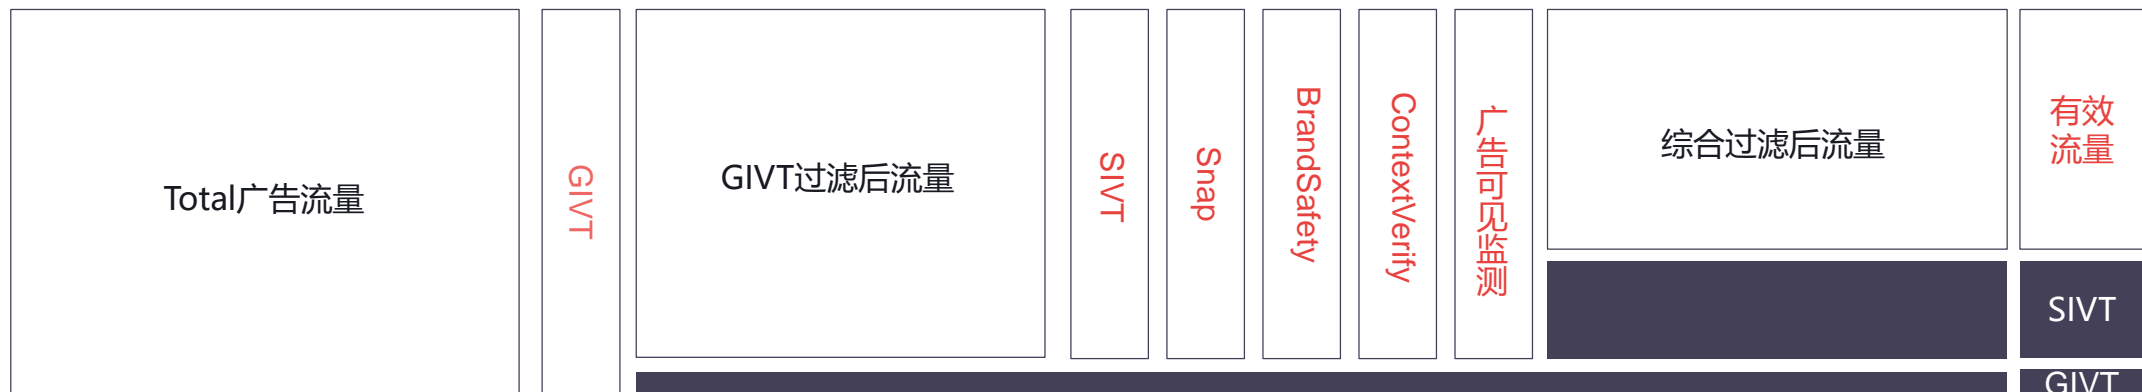 Total广告流量
GIVT
GIVT过滤后流量
SIVT
Snap
BrandSafety
ContextVerify
广告可见监测
综合过滤后流量
有效
流量
SIVT
GIVT